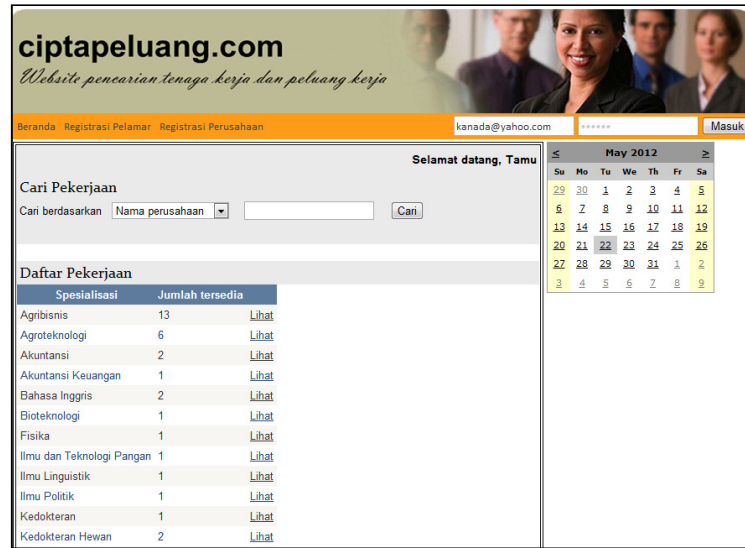 ciptapeluang.com
Website pencarian tenaga kerja dan peluang kerja
Beranda Registrasi Pelamar Registrasi Perusahaan kanada@yahoo.com •••••• Masuk
Selamat datang, Tamu
Cari Pekerjaan
Cari berdasarkan Nama perusahaan Cari
Daftar Pekerjaan
Spesialisasi Jumlah tersedia
Agribisnis 13 Lihat
Agroteknologi 6 Lihat
Akuntansi 2 Lihat
Akuntansi Keuangan 1 Lihat
Bahasa Inggris 2 Lihat
Bioteknologi 1 Lihat
Fisika 1 Lihat
Ilmu dan Teknologi Pangan 1 Lihat
Ilmu Linguistik 1 Lihat
Ilmu Politik 1 Lihat
Kedokteran 1 Lihat
Kedokteran Hewan 2 Lihat
< May 2012 >
Su Mo Tu We Th Fr Sa
29 30 1 2 3 4 5
6 7 8 9 10 11 12
13 14 15 16 17 18 19
20 21 22 23 24 25 26
27 28 29 30 31 1 2
3 4 5 6 7 8 9